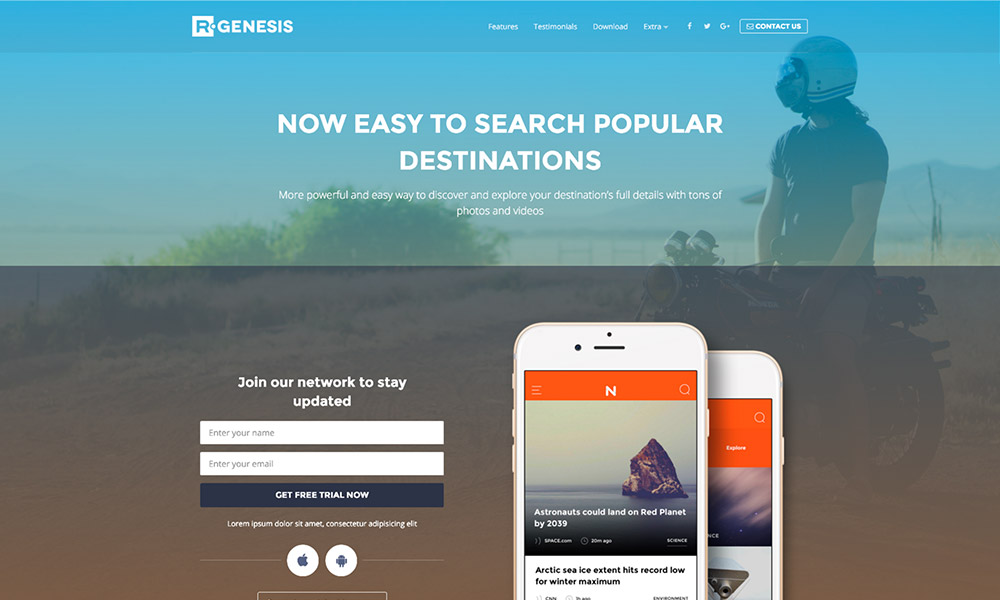 R GENESIS
Features Testimonials Download Extra CONTACT US
NOW EASY TO SEARCH POPULAR
DESTINATIONS
More powerful and easy way to discover and explore your destination's full details with tons of
photos and videos
Join our network to stay
updated
Enter your name
Enter your email
GET FREE TRIAL NOW
Lorem ipsum dolor sit amet, consectetur adipisicing elit
N
Astronauts could land on Red Planet
by 2039
SPACE.com 20m ago SCIENCE
Arctic sea ice extent hits record low
for winter maximum
CNN 2h ago ENVIRONMENT
Explore